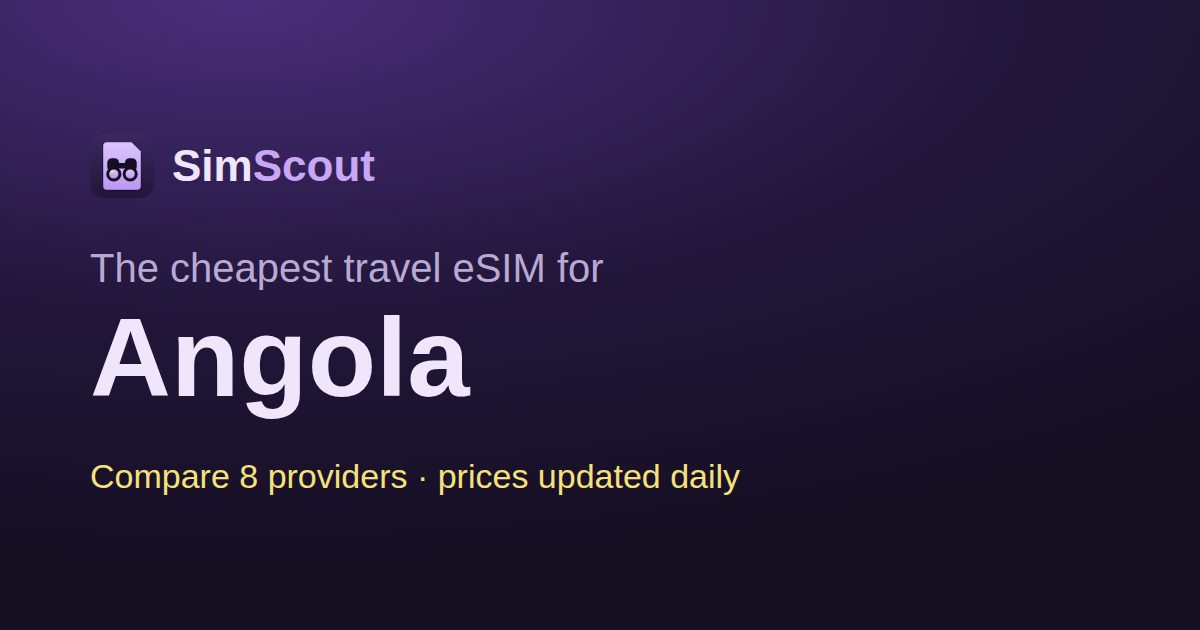 SimScout
The cheapest travel eSIM for
Angola
Compare 8 providers · prices updated daily